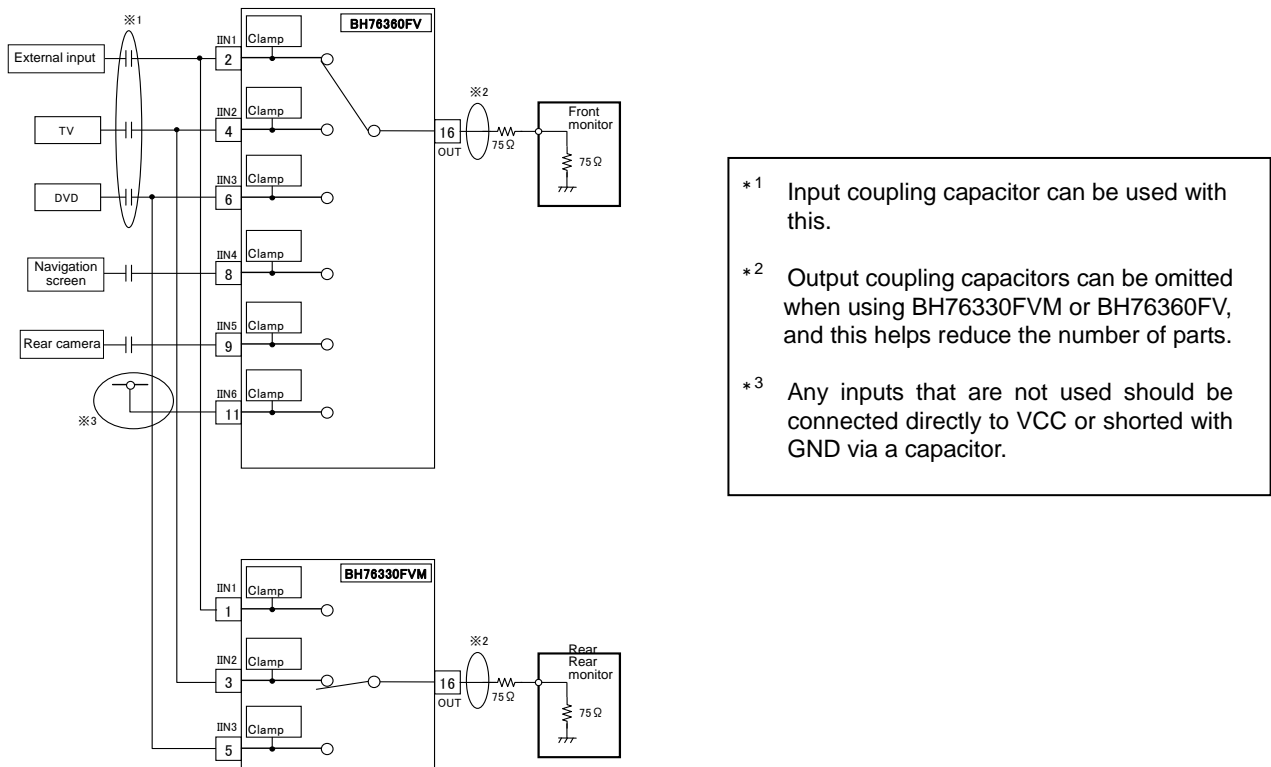 ※1
BH76360FV
External input
IIN1
Clamp
2
TV
IIN2
Clamp
4
※2
16
OUT
75Ω
Front
monitor
75Ω
DVD
IIN3
Clamp
6
Navigation
screen
IIN4
Clamp
8
Rear camera
IIN5
Clamp
9
※3
IIN6
Clamp
11
BH76330FVM
IIN1
Clamp
1
IIN2
Clamp
3
※2
16
OUT
75Ω
Rear
Rear
monitor
75Ω
IIN3
Clamp
5
*1 Input coupling capacitor can be used with
this.
*2 Output coupling capacitors can be omitted
when using BH76330FVM or BH76360FV,
and this helps reduce the number of parts.
*3 Any inputs that are not used should be
connected directly to VCC or shorted with
GND via a capacitor.